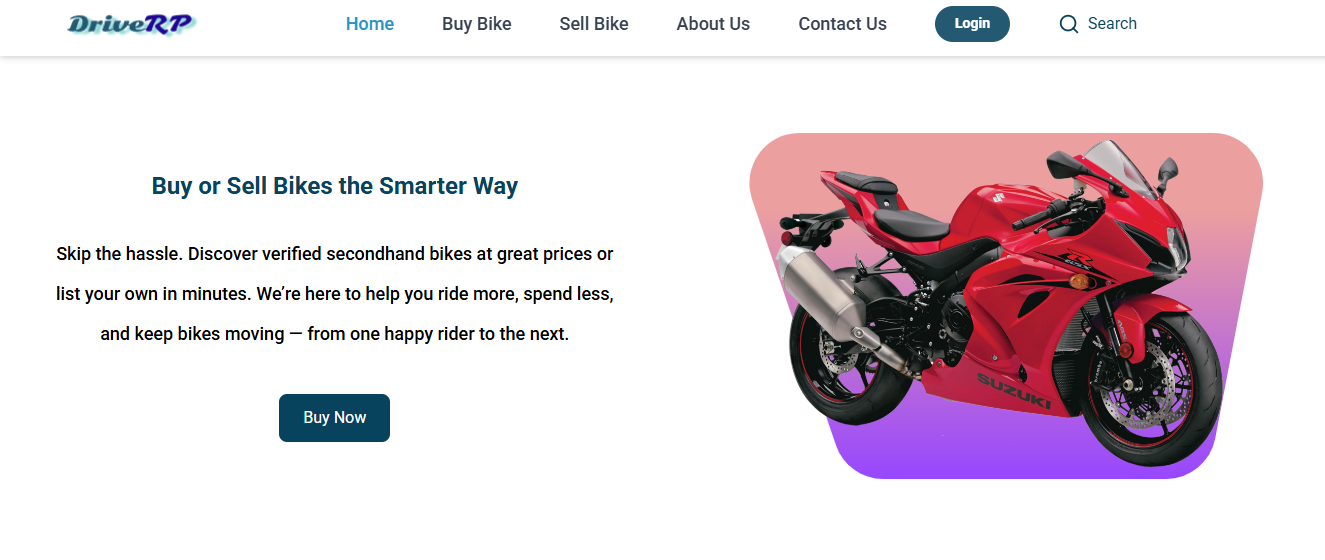 DriveRP
Home
Buy Bike
Sell Bike
About Us
Contact Us
Login
Search
Buy or Sell Bikes the Smarter Way
Skip the hassle. Discover verified secondhand bikes at great prices or
list your own in minutes. We’re here to help you ride more, spend less,
and keep bikes moving — from one happy rider to the next.
Buy Now
SUZUKI